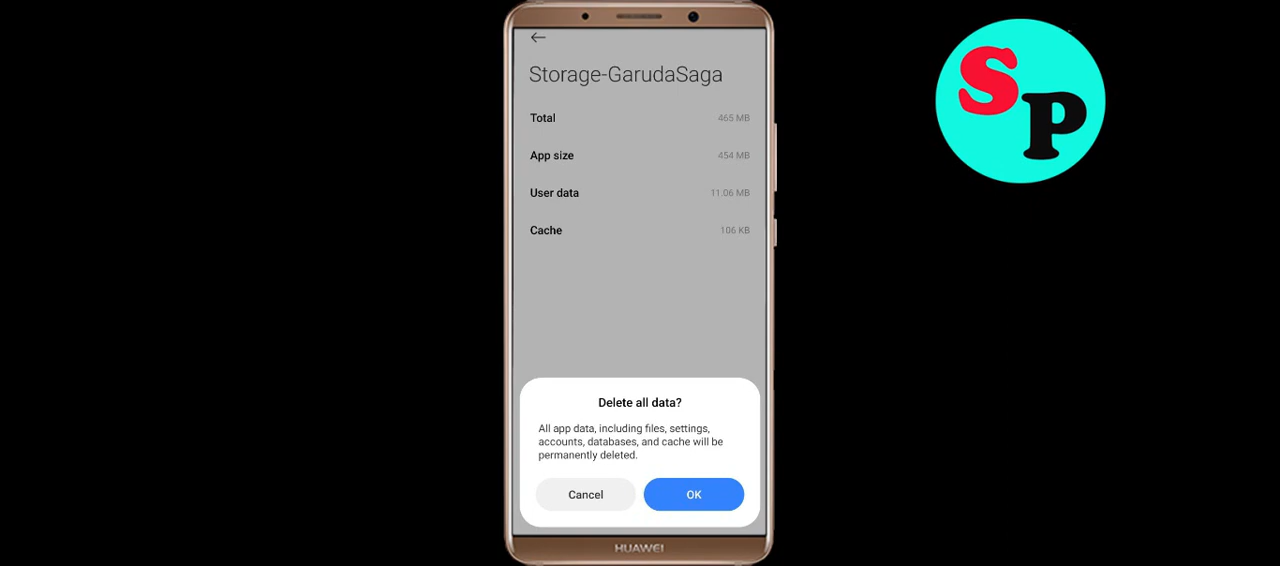 Storage-GarudaSaga
Total 465 MB
App size 454 MB
User data 11.06 MB
Cache 106 KB
Delete all data?
All app data, including files, settings,
accounts, databases, and cache will be
permanently deleted.
Cancel OK
HUAWEI
SP